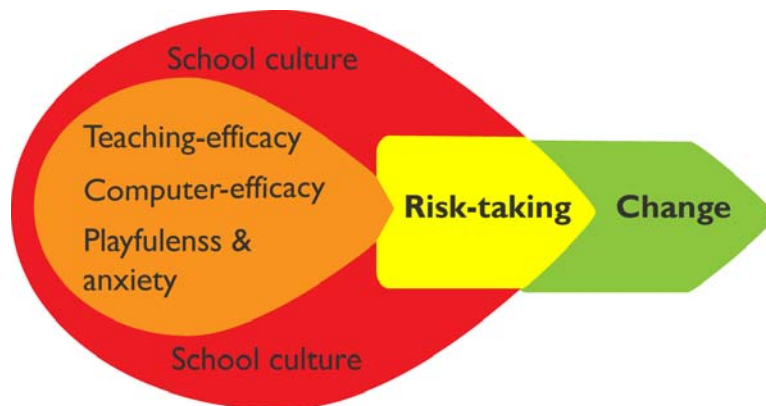 School culture
Teaching-efficacy
Computer-efficacy
Playfulenss &
anxiety
Risk-taking
Change
School culture